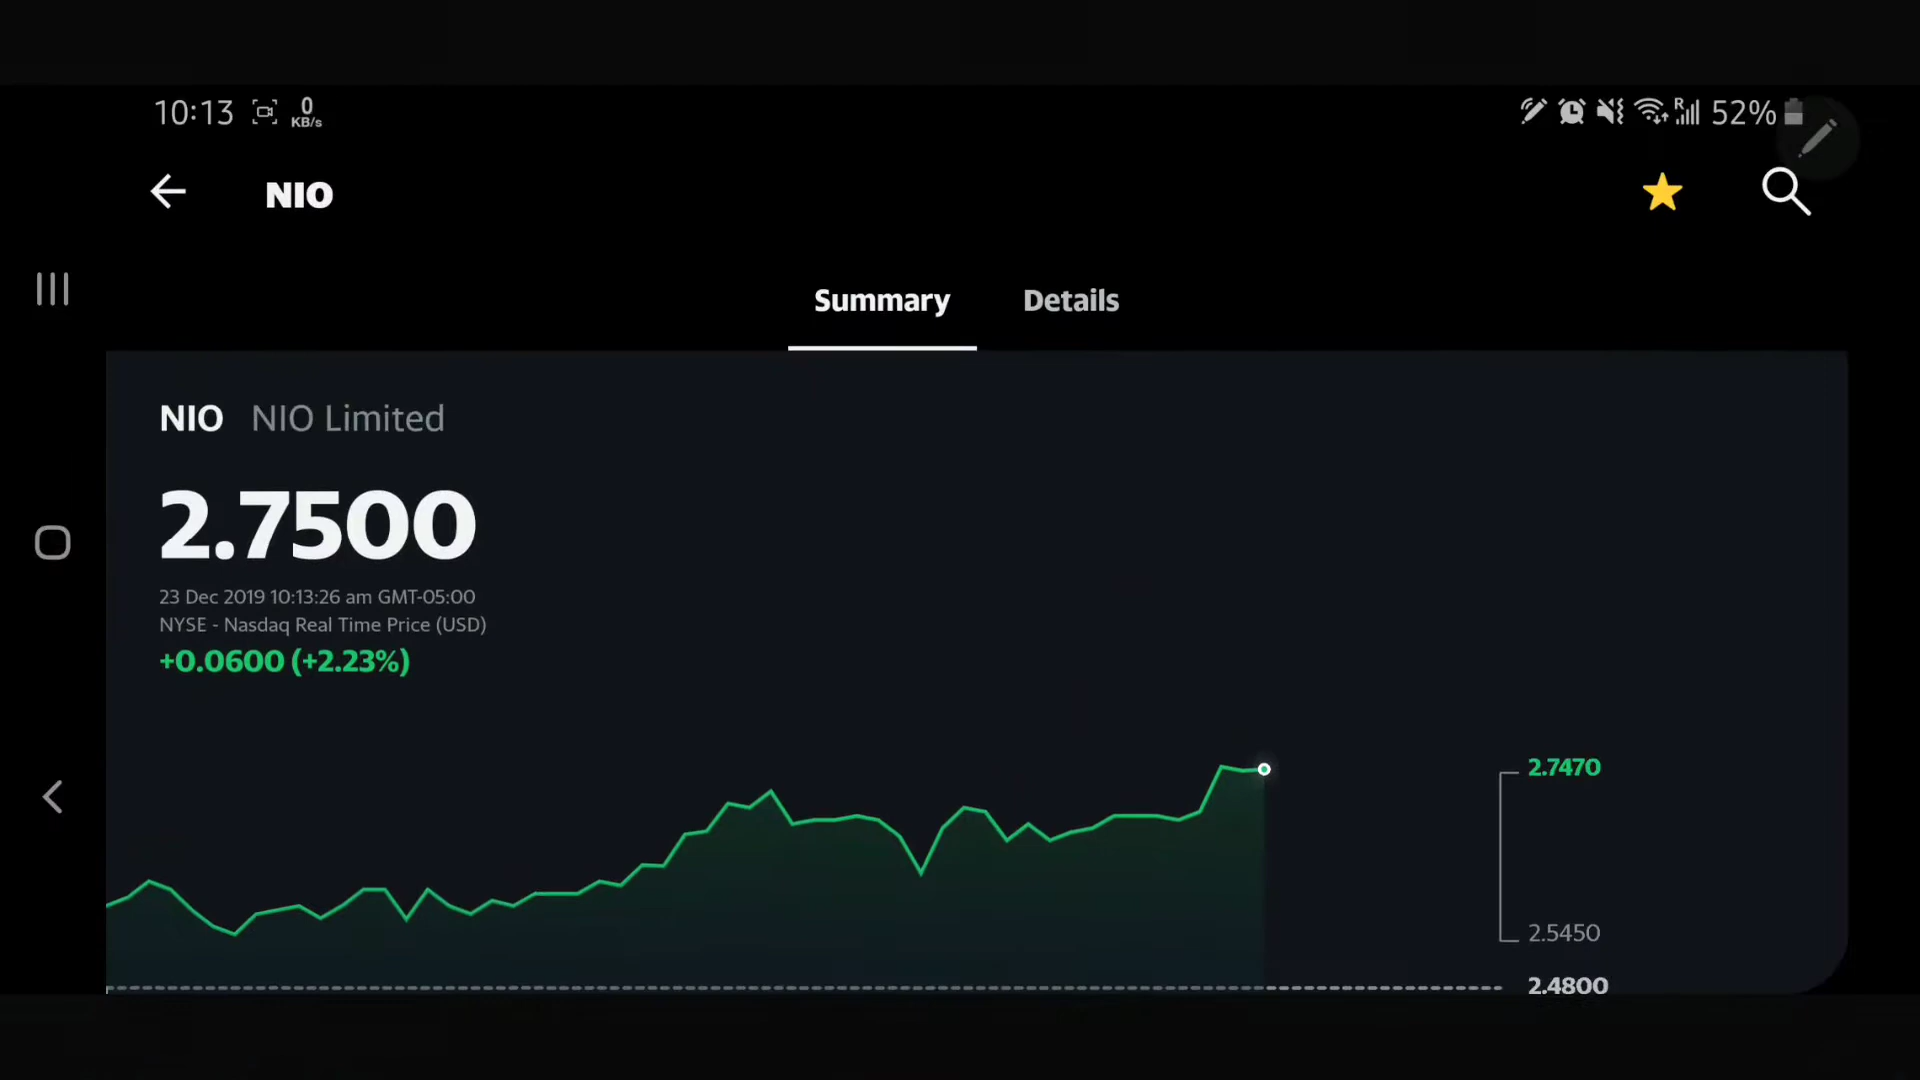 10:13 0 KB/s R 52%
NIO
Summary Details
NIO NIO Limited
2.7500
23 Dec 2019 10:13:26 am GMT-05:00
NYSE - Nasdaq Real Time Price (USD)
+0.0600 (+2.23%)
2.7470
2.5450
2.4800